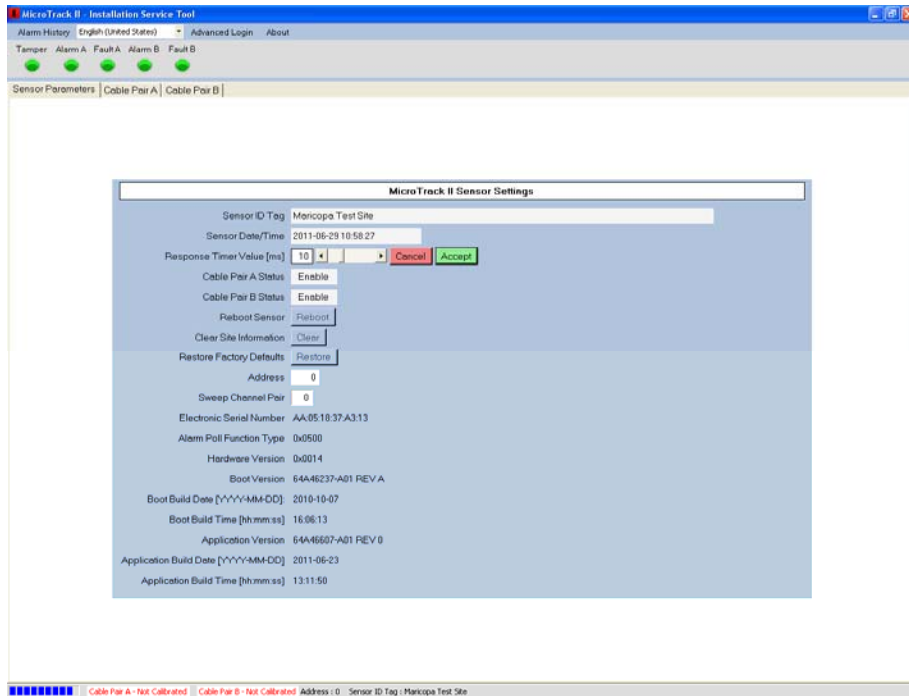 MicroTrack II - Installation Service Tool
Alarm History English (United States) Advanced Login About
Tamper Alarm A Fault A Alarm B Fault B
Sensor Parameters Cable Pair A Cable Pair B
MicroTrack II Sensor Settings
Sensor ID Tag Maricopa Test Site
Sensor Date/Time 2011-06-29 10:58:27
Response Timer Value [ms] 10 Cancel Accept
Cable Pair A Status Enable
Cable Pair B Status Enable
Reboot Sensor Reboot
Clear Site Information Clear
Restore Factory Defaults Restore
Address 0
Sweep Channel Pair 0
Electronic Serial Number AA:05:18:37:A3:13
Alarm Poll Function Type 0x0500
Hardware Version 0x0014
Boot Version 64A46237-A01 REV A
Boot Build Date [YYYY-MM-DD]: 2010-10-07
Boot Build Time [hh:mm:ss] 16:06:13
Application Version 64A46607-A01 REV 0
Application Build Date [YYYY-MM-DD] 2011-06-23
Application Build Time [hh:mm:ss] 13:11:50
Cable Pair A - Not Calibrated Cable Pair B - Not Calibrated Address : 0 Sensor ID Tag : Maricopa Test Site